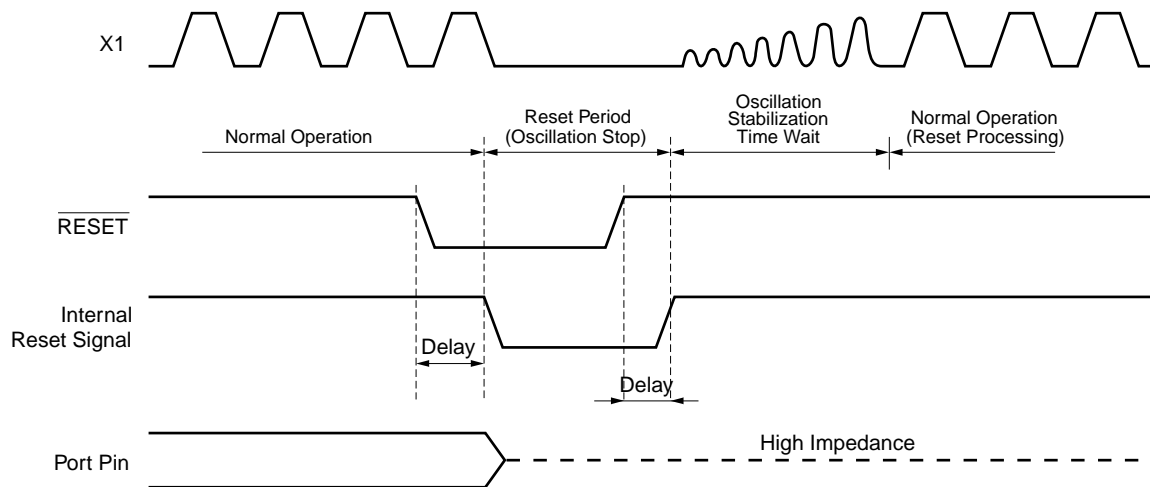 X1
Normal Operation
Reset Period
(Oscillation Stop)
Oscillation
Stabilization
Time Wait
Normal Operation
(Reset Processing)
RESET
Internal
Reset Signal
Delay
Delay
Port Pin
High Impedance